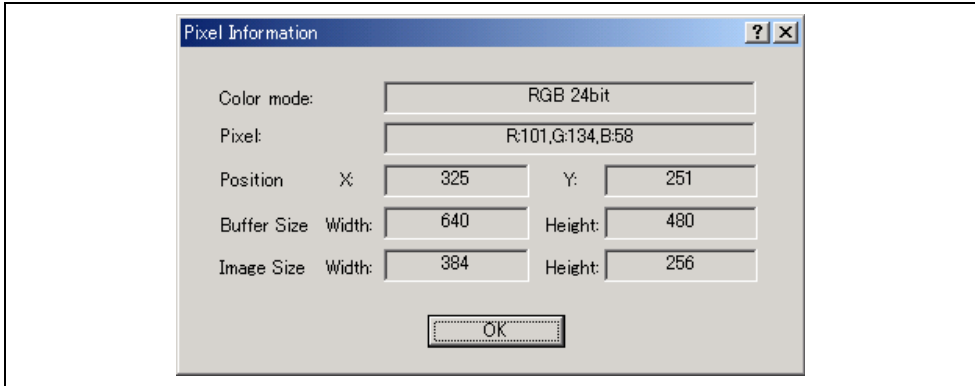 Pixel Information
Color mode: RGB 24bit
Pixel: R:101,G:134,B:58
Position X: 325 Y: 251
Buffer Size Width: 640 Height: 480
Image Size Width: 384 Height: 256
OK